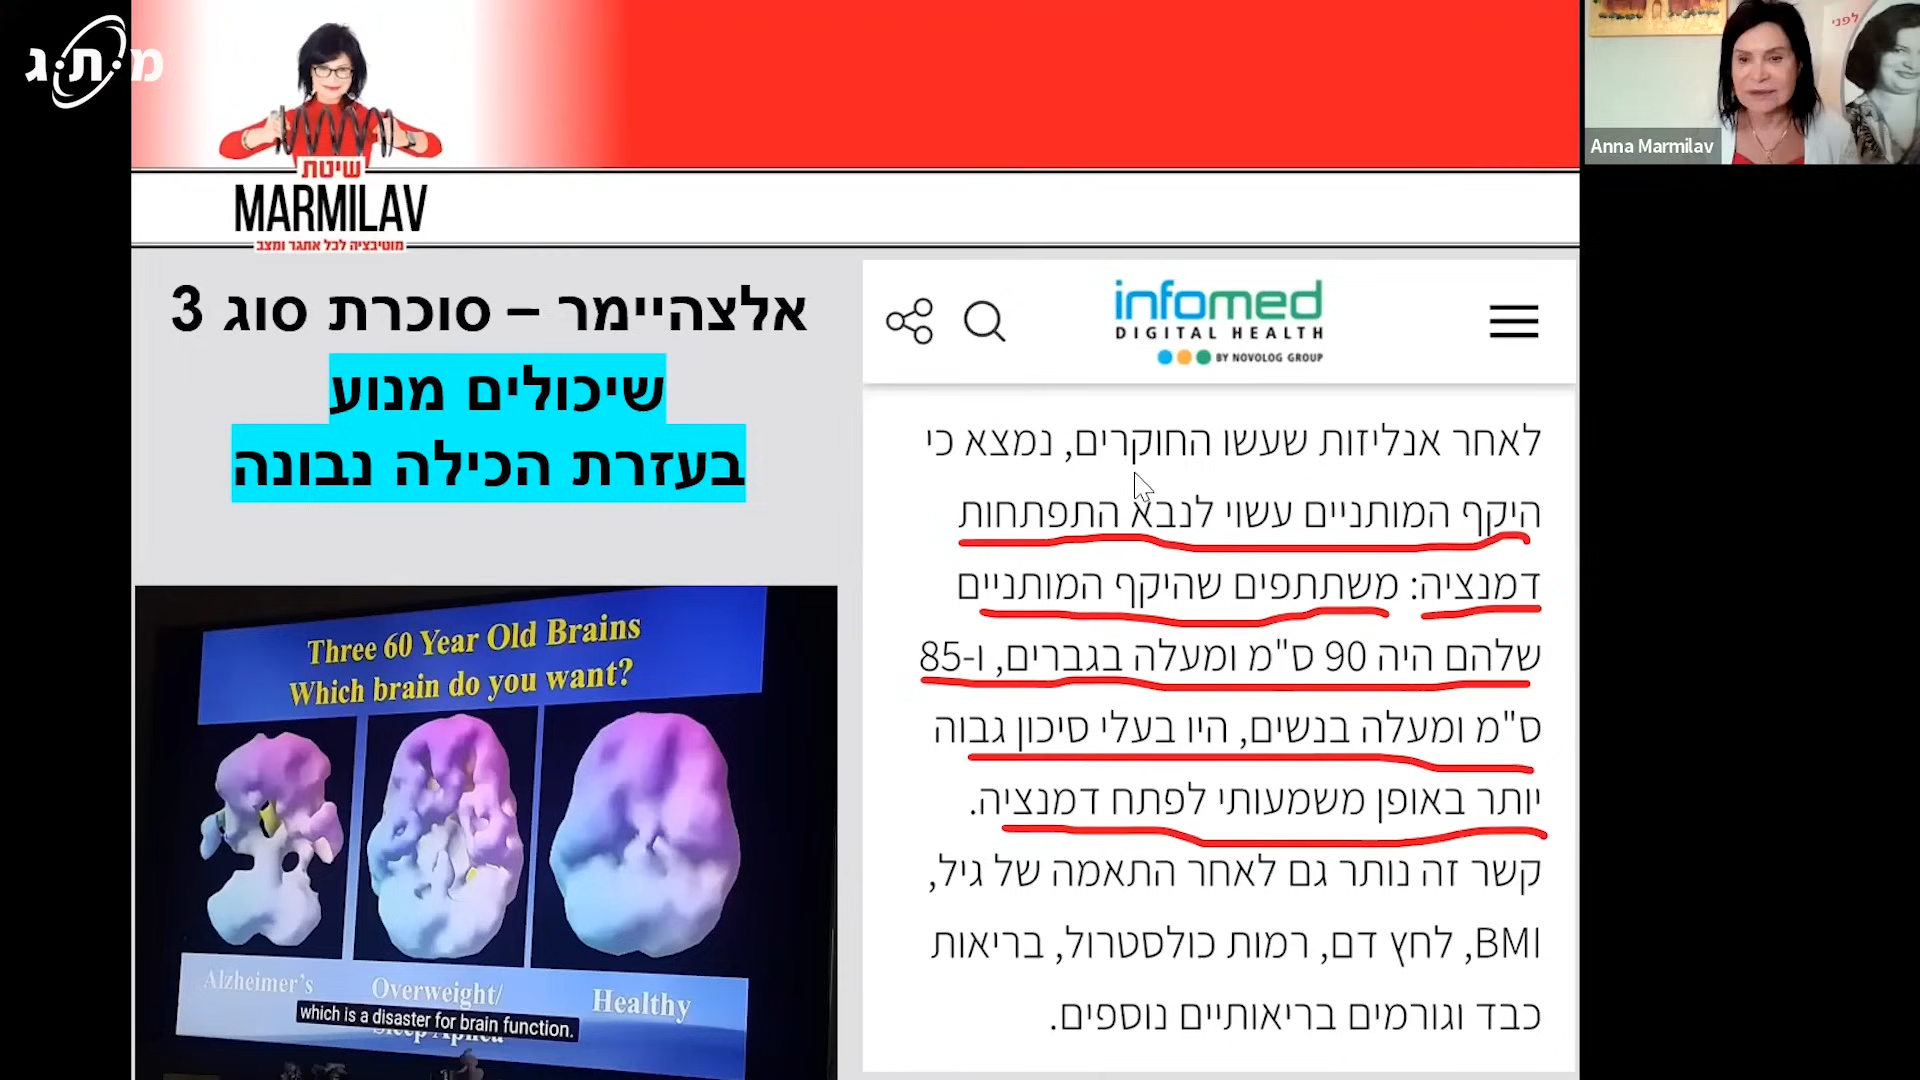 מ.ת.ג
שיטת
MARMILAV
מוטיבציה לכל אתגר ומצב
לפני
Anna Marmilav
אלצהיימר – סוכרת סוג 3
שיכולים מנוע
בעזרת הכילה נבונה
infomed
DIGITAL HEALTH
BY NOVOLOG GROUP
לאחר אנליזות שעשו החוקרים, נמצא כי
היקף המותניים עשוי לנבא התפתחות
דמנציה: משתתפים שהיקף המותניים
שלהם היה 90 ס"מ ומעלה בגברים, ו-85
ס"מ ומעלה בנשים, היו בעלי סיכון גבוה
יותר באופן משמעותי לפתח דמנציה.
קשר זה נותר גם לאחר התאמה של גיל,
BMI, לחץ דם, רמות כולסטרול, בריאות
כבד וגורמים בריאותיים נוספים.
Three 60 Year Old Brains
Which brain do you want?
Alzheimer's
Overweight/
Sleep Apnea
Healthy
which is a disaster for brain function.